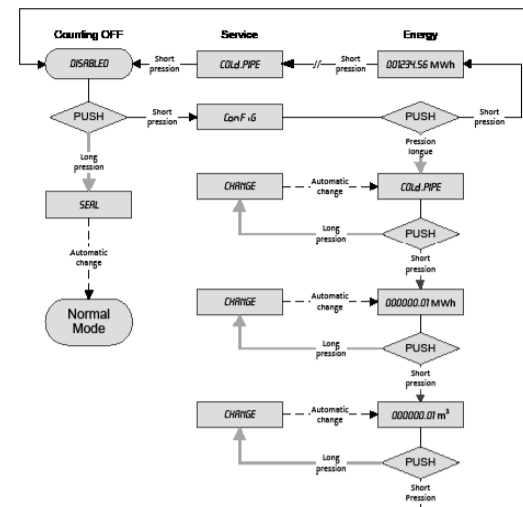 Counting OFF Service Energy
DISABLED
Short
pression
COLd.PIPE
Short
pression
001234.56 MWh
PUSH
Short
pression
ConFiG
PUSH
Short
pression
Long
pression
Pression
longue
SEAL
CHANGE
Automatic
change
COLd.PIPE
Long
pression
PUSH
Automatic
change
Short
pression
Normal
Mode
CHANGE
Automatic
change
000000.01 MWh
Long
pression
PUSH
Short
pression
CHANGE
Automatic
change
000000.01 m³
Long
pression
PUSH
Short
Pression